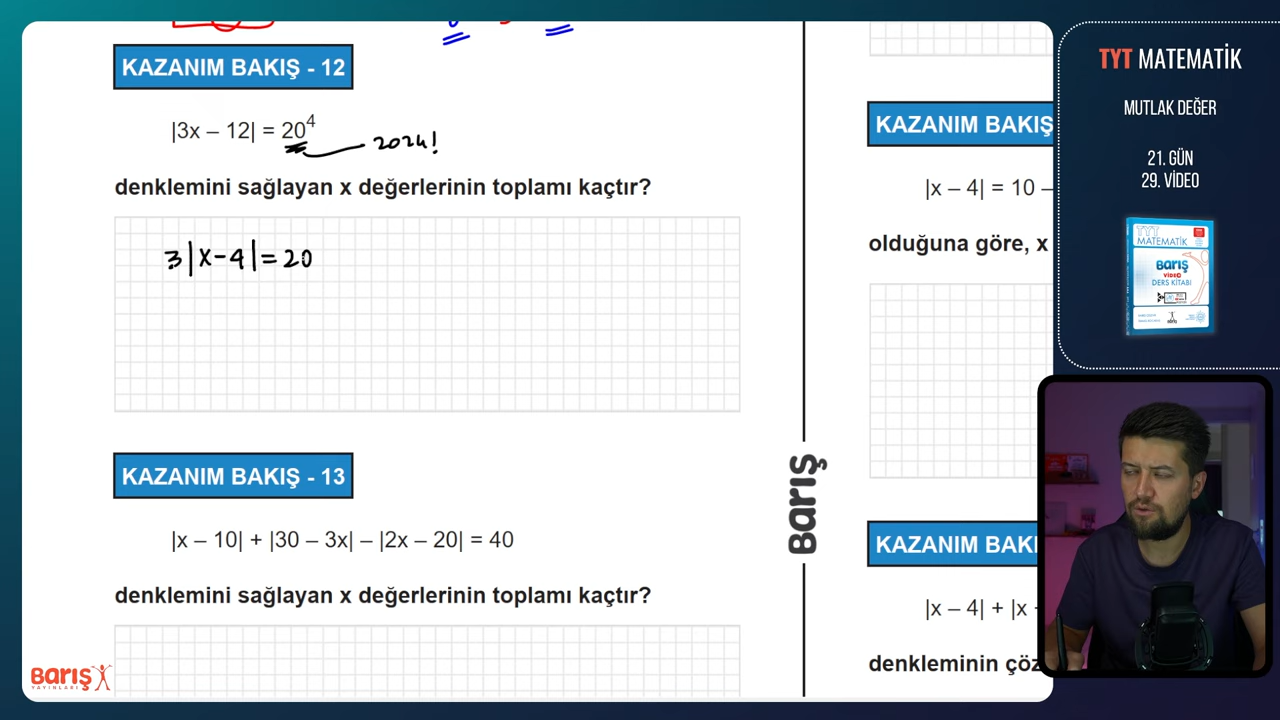 KAZANIM BAKIŞ - 12
|3x – 12| = 20⁴
2024!
denklemini sağlayan x değerlerinin toplamı kaçtır?
3|x-4|=20
KAZANIM BAKIŞ - 13
|x – 10| + |30 – 3x| – |2x – 20| = 40
denklemini sağlayan x değerlerinin toplamı kaçtır?
Barış
YAYINLARI
Barış
KAZANIM BAKIŞ
|x – 4| = 10 –
olduğuna göre, x
KAZANIM BAKI
|x – 4| + |x
denkleminin çöz
TYT MATEMATİK
MUTLAK DEĞER
21. GÜN
29. VİDEO
TYT
MATEMATİK
Barış
VİDEO
DERS KİTABI